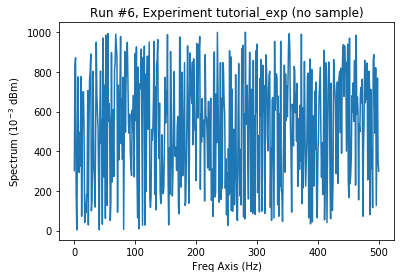 Run #6, Experiment tutorial_exp (no sample)
1000
800
600
400
200
0
Spectrum (10⁻³ dBm)
0 100 200 300 400 500
Freq Axis (Hz)